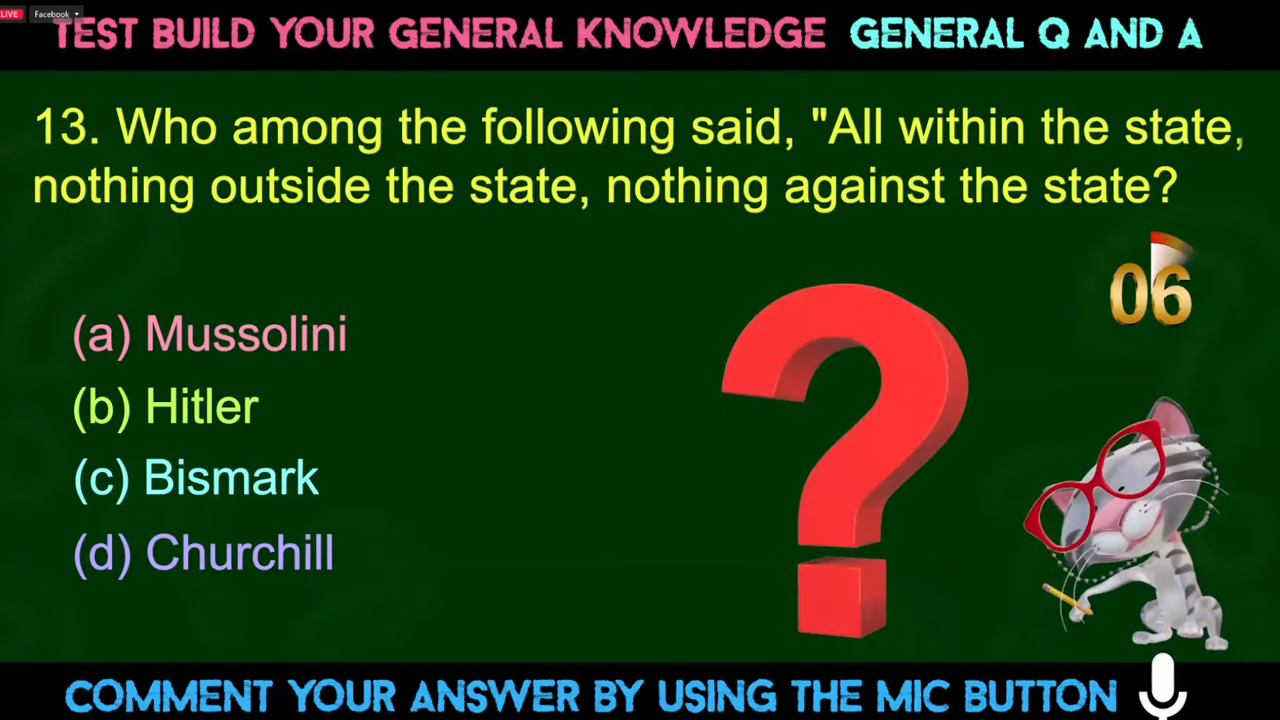 LIVE Facebook
TEST BUILD YOUR GENERAL KNOWLEDGE GENERAL Q AND A
13. Who among the following said, "All within the state,
nothing outside the state, nothing against the state?
06
(a) Mussolini
(b) Hitler
(c) Bismark
(d) Churchill
COMMENT YOUR ANSWER BY USING THE MIC BUTTON